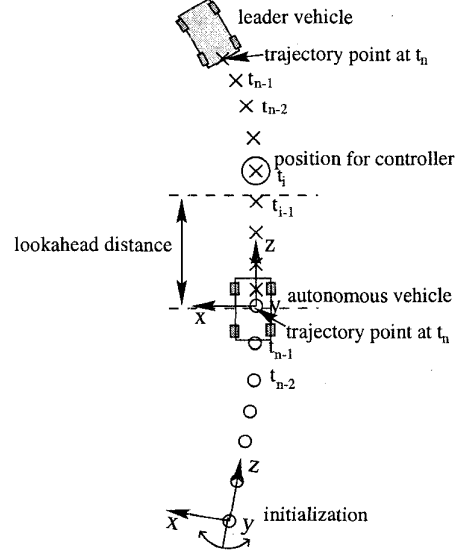 leader vehicle
trajectory point at tn
tn-1
tn-2
position for controller
ti
ti-1
z
lookahead distance
x
y
autonomous vehicle
trajectory point at tn
tn-1
tn-2
z
x
y
initialization